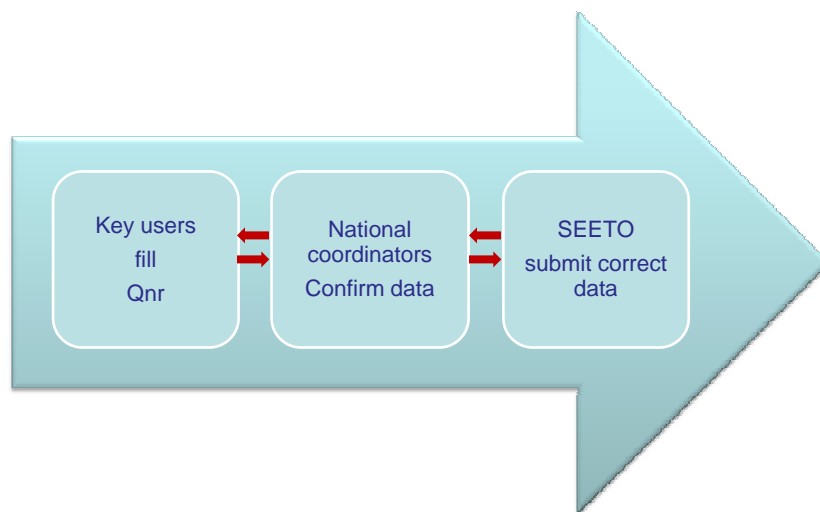 Key users
fill
Qnr
National
coordinators
Confirm data
SEETO
submit correct
data